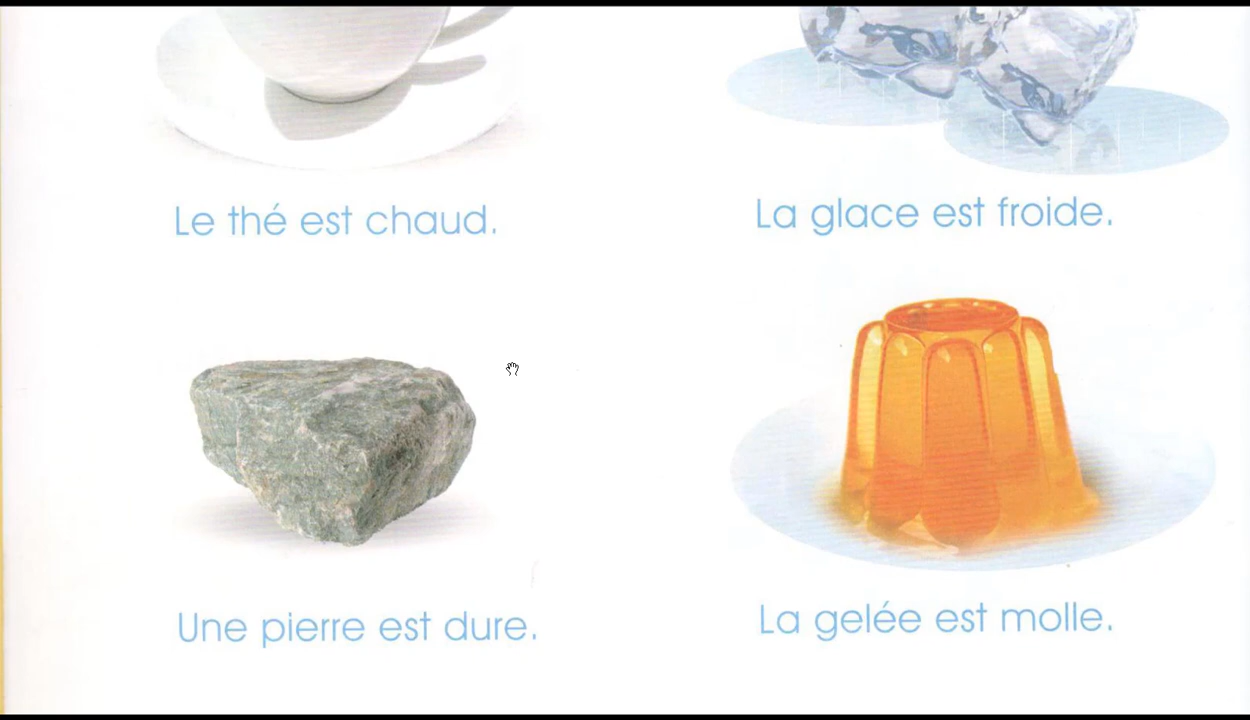 Le thé est chaud.
La glace est froide.
Une pierre est dure.
La gelée est molle.